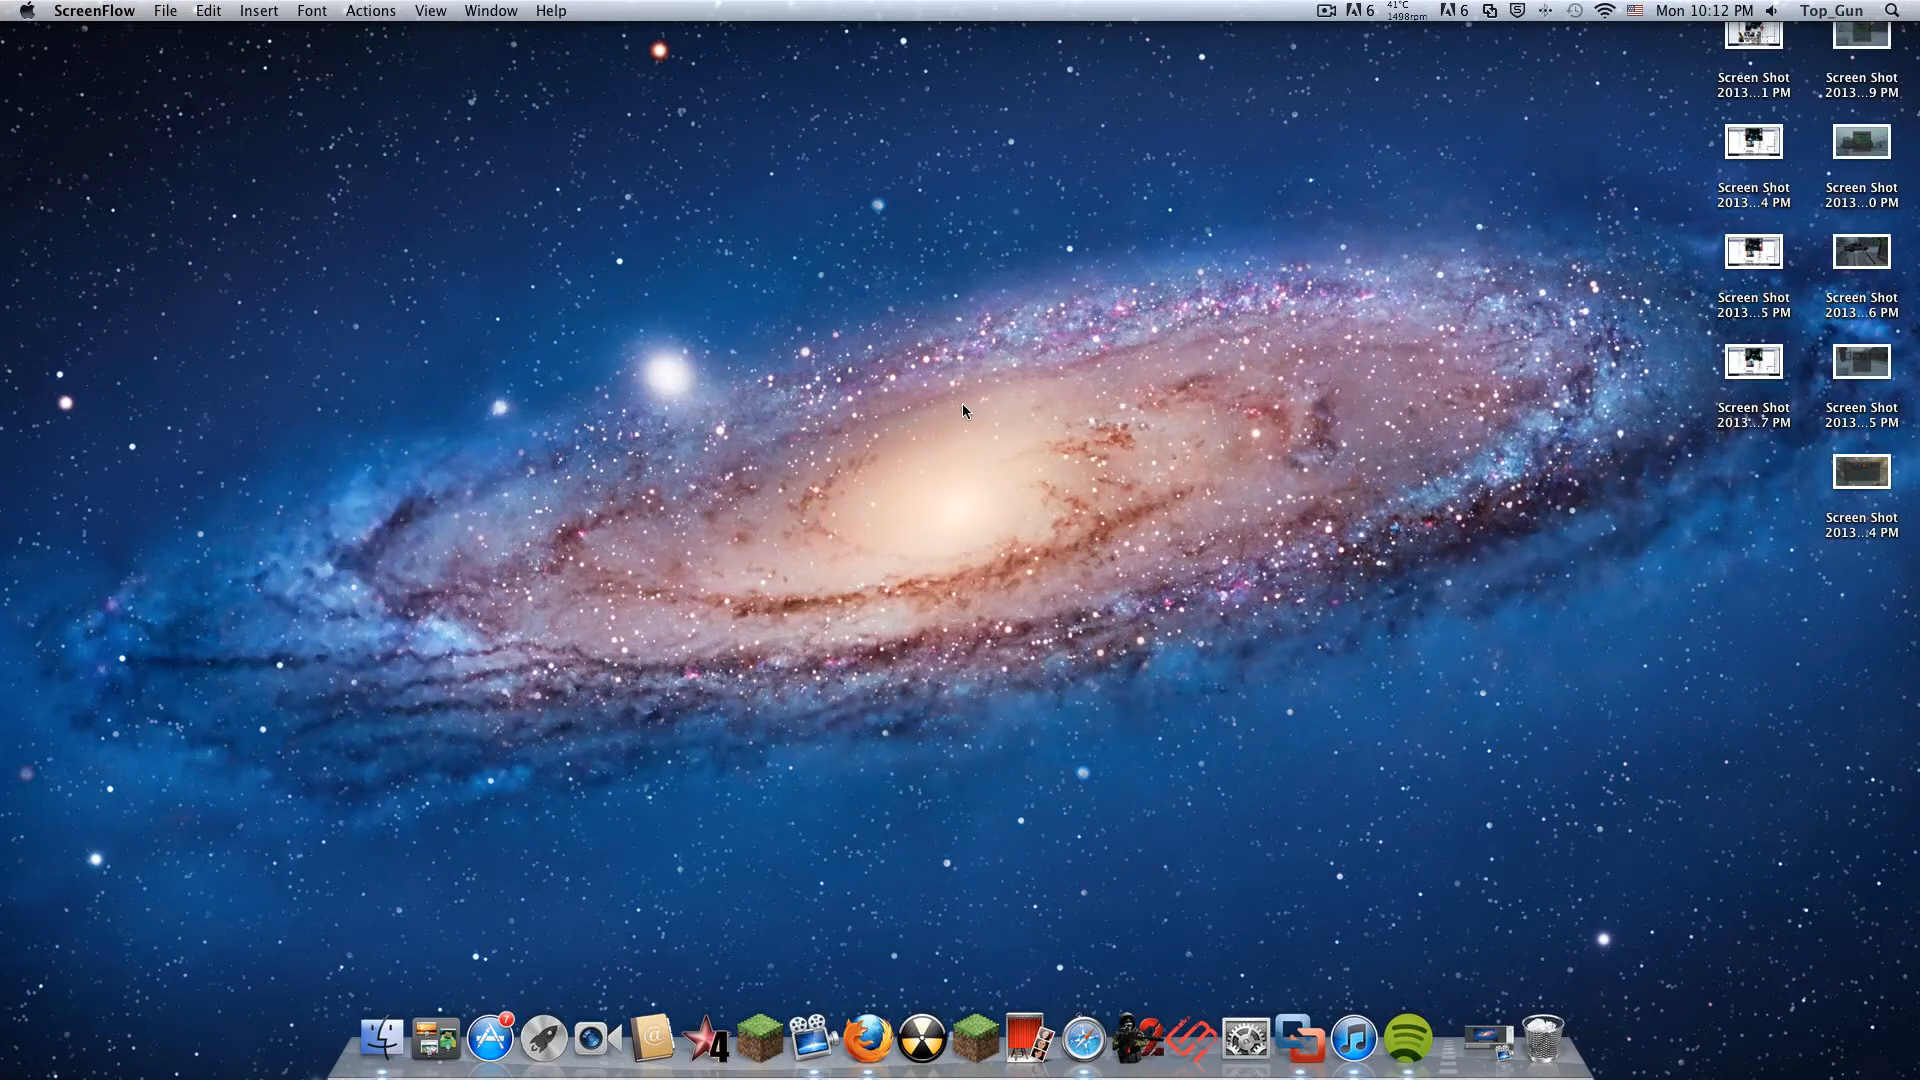 ScreenFlow File Edit Insert Font Actions View Window Help
6 41°C 1498rpm 6 Mon 10:12 PM Top_Gun
Screen Shot
2013...1 PM
Screen Shot
2013...9 PM
Screen Shot
2013...4 PM
Screen Shot
2013...0 PM
Screen Shot
2013...5 PM
Screen Shot
2013...6 PM
Screen Shot
2013...7 PM
Screen Shot
2013...5 PM
Screen Shot
2013...4 PM
7
@
4
2